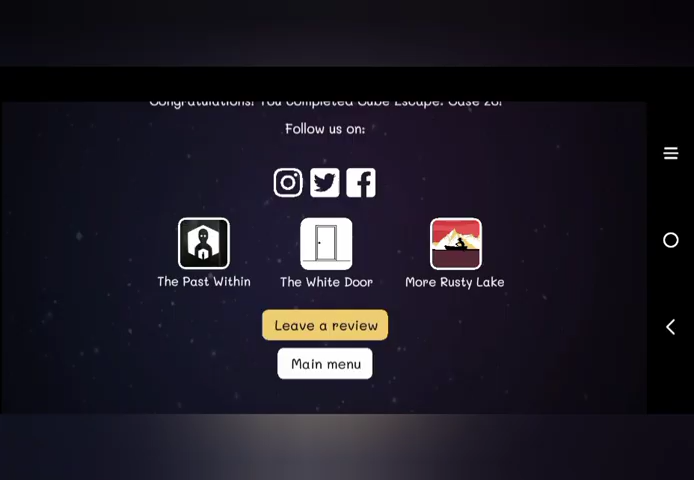 Congratulations! You completed Cube Escape: Case 23!
Follow us on:
The Past Within
The White Door
More Rusty Lake
Leave a review
Main menu